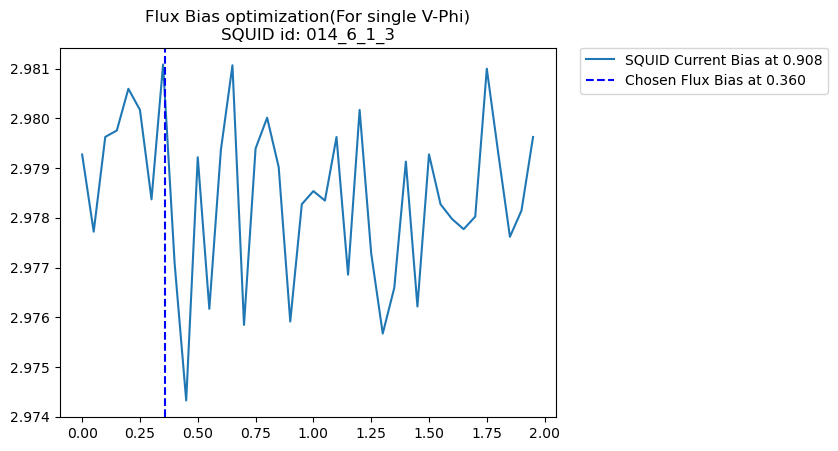 Flux Bias optimization(For single V-Phi)
SQUID id: 014_6_1_3
SQUID Current Bias at 0.908
Chosen Flux Bias at 0.360
2.981
2.980
2.979
2.978
2.977
2.976
2.975
2.974
0.00 0.25 0.50 0.75 1.00 1.25 1.50 1.75 2.00